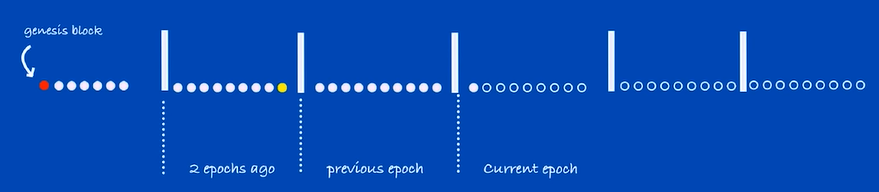 genesis block
2 epochs ago
previous epoch
Current epoch